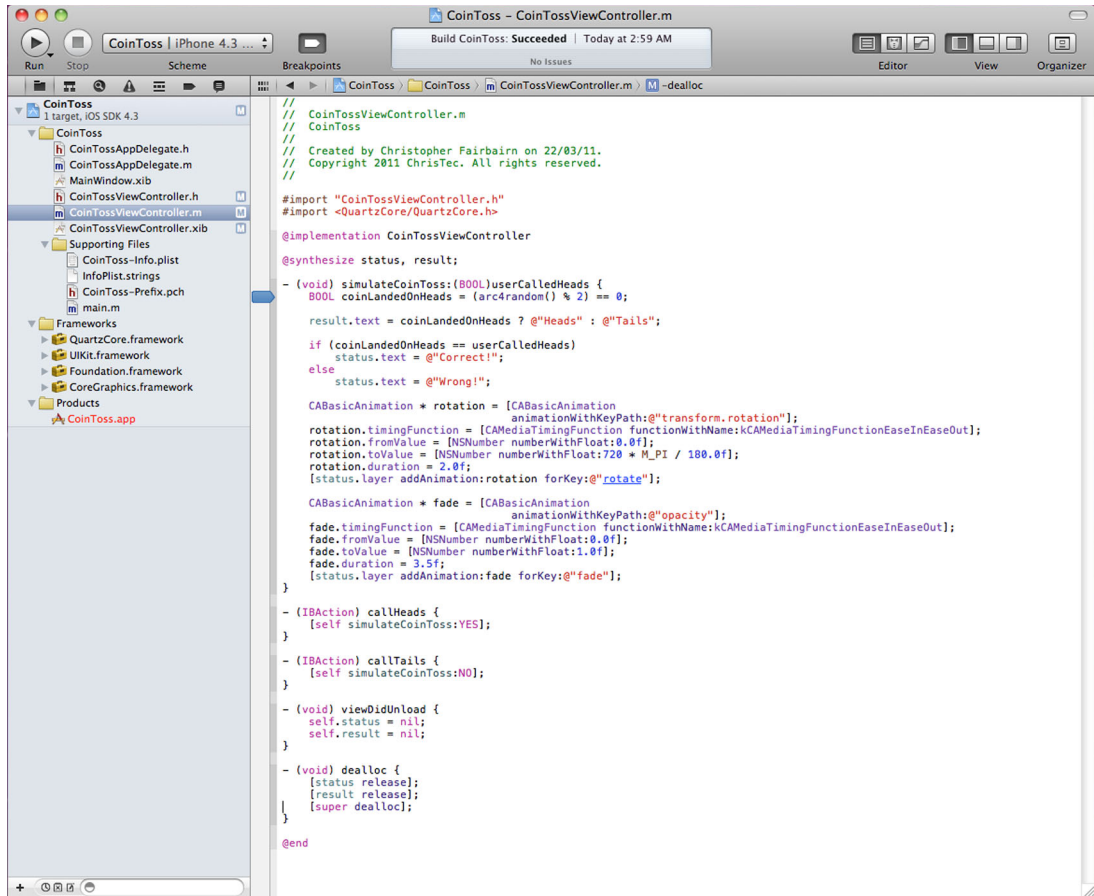 CoinToss – CoinTossViewController.m
CoinToss | iPhone 4.3 ...
Build CoinToss: Succeeded | Today at 2:59 AM
No Issues
Run Stop Scheme Breakpoints Editor View Organizer
CoinToss CoinToss CoinTossViewController.m M -dealloc
CoinToss M
1 target, iOS SDK 4.3
CoinToss
h CoinTossAppDelegate.h
m CoinTossAppDelegate.m
MainWindow.xib
h CoinTossViewController.h M
m CoinTossViewController.m M
CoinTossViewController.xib M
Supporting Files
CoinToss-Info.plist
InfoPlist.strings
h CoinToss-Prefix.pch
m main.m
Frameworks
QuartzCore.framework
UIKit.framework
Foundation.framework
CoreGraphics.framework
Products
CoinToss.app
//
//  CoinTossViewController.m
//  CoinToss
//
//  Created by Christopher Fairbairn on 22/03/11.
//  Copyright 2011 ChrisTec. All rights reserved.
//
#import "CoinTossViewController.h"
#import <QuartzCore/QuartzCore.h>
@implementation CoinTossViewController
@synthesize status, result;
- (void) simulateCoinToss:(BOOL)userCalledHeads {
    BOOL coinLandedOnHeads = (arc4random() % 2) == 0;
    result.text = coinLandedOnHeads ? @"Heads" : @"Tails";
    if (coinLandedOnHeads == userCalledHeads)
        status.text = @"Correct!";
    else
        status.text = @"Wrong!";
    CABasicAnimation * rotation = [CABasicAnimation
                                   animationWithKeyPath:@"transform.rotation"];
    rotation.timingFunction = [CAMediaTimingFunction functionWithName:kCAMediaTimingFunctionEaseInEaseOut];
    rotation.fromValue = [NSNumber numberWithFloat:0.0f];
    rotation.toValue = [NSNumber numberWithFloat:720 * M_PI / 180.0f];
    rotation.duration = 2.0f;
    [status.layer addAnimation:rotation forKey:@"rotate"];
    CABasicAnimation * fade = [CABasicAnimation
                                   animationWithKeyPath:@"opacity"];
    fade.timingFunction = [CAMediaTimingFunction functionWithName:kCAMediaTimingFunctionEaseInEaseOut];
    fade.fromValue = [NSNumber numberWithFloat:0.0f];
    fade.toValue = [NSNumber numberWithFloat:1.0f];
    fade.duration = 3.5f;
    [status.layer addAnimation:fade forKey:@"fade"];
}
- (IBAction) callHeads {
    [self simulateCoinToss:YES];
}
- (IBAction) callTails {
    [self simulateCoinToss:NO];
}
- (void) viewDidUnload {
    self.status = nil;
    self.result = nil;
}
- (void) dealloc {
    [status release];
    [result release];
    [super dealloc];
}
@end